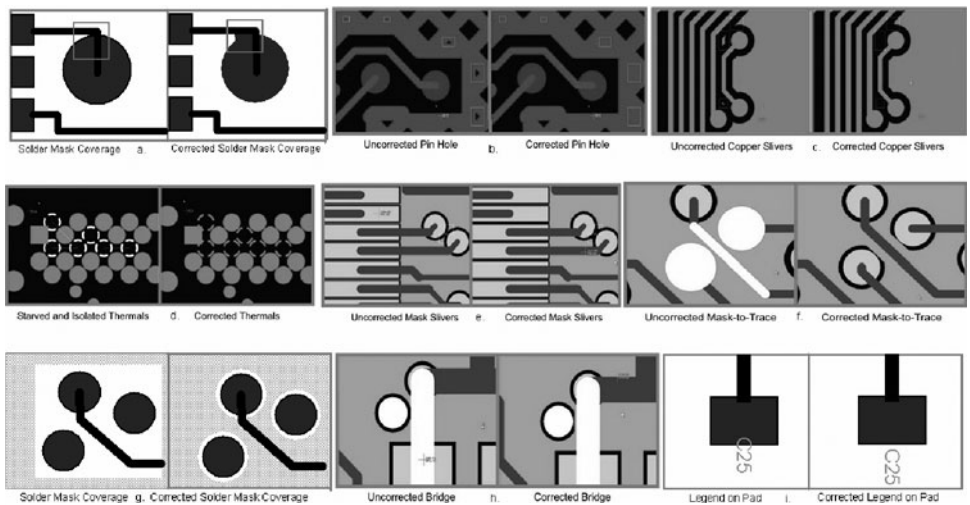 Solder Mask Coverage a. Corrected Solder Mask Coverage
Uncorrected Pin Hole b. Corrected Pin Hole
Uncorrected Copper Slivers c. Corrected Copper Slivers
Starved and Isolated Thermals d. Corrected Thermals
Uncorrected Mask Slivers e. Corrected Mask Slivers
Uncorrected Mask-to-Trace f. Corrected Mask-to-Trace
Solder Mask Coverage g. Corrected Solder Mask Coverage
Uncorrected Bridge h. Corrected Bridge
C25
C25
Legend on Pad i. Corrected Legend on Pad